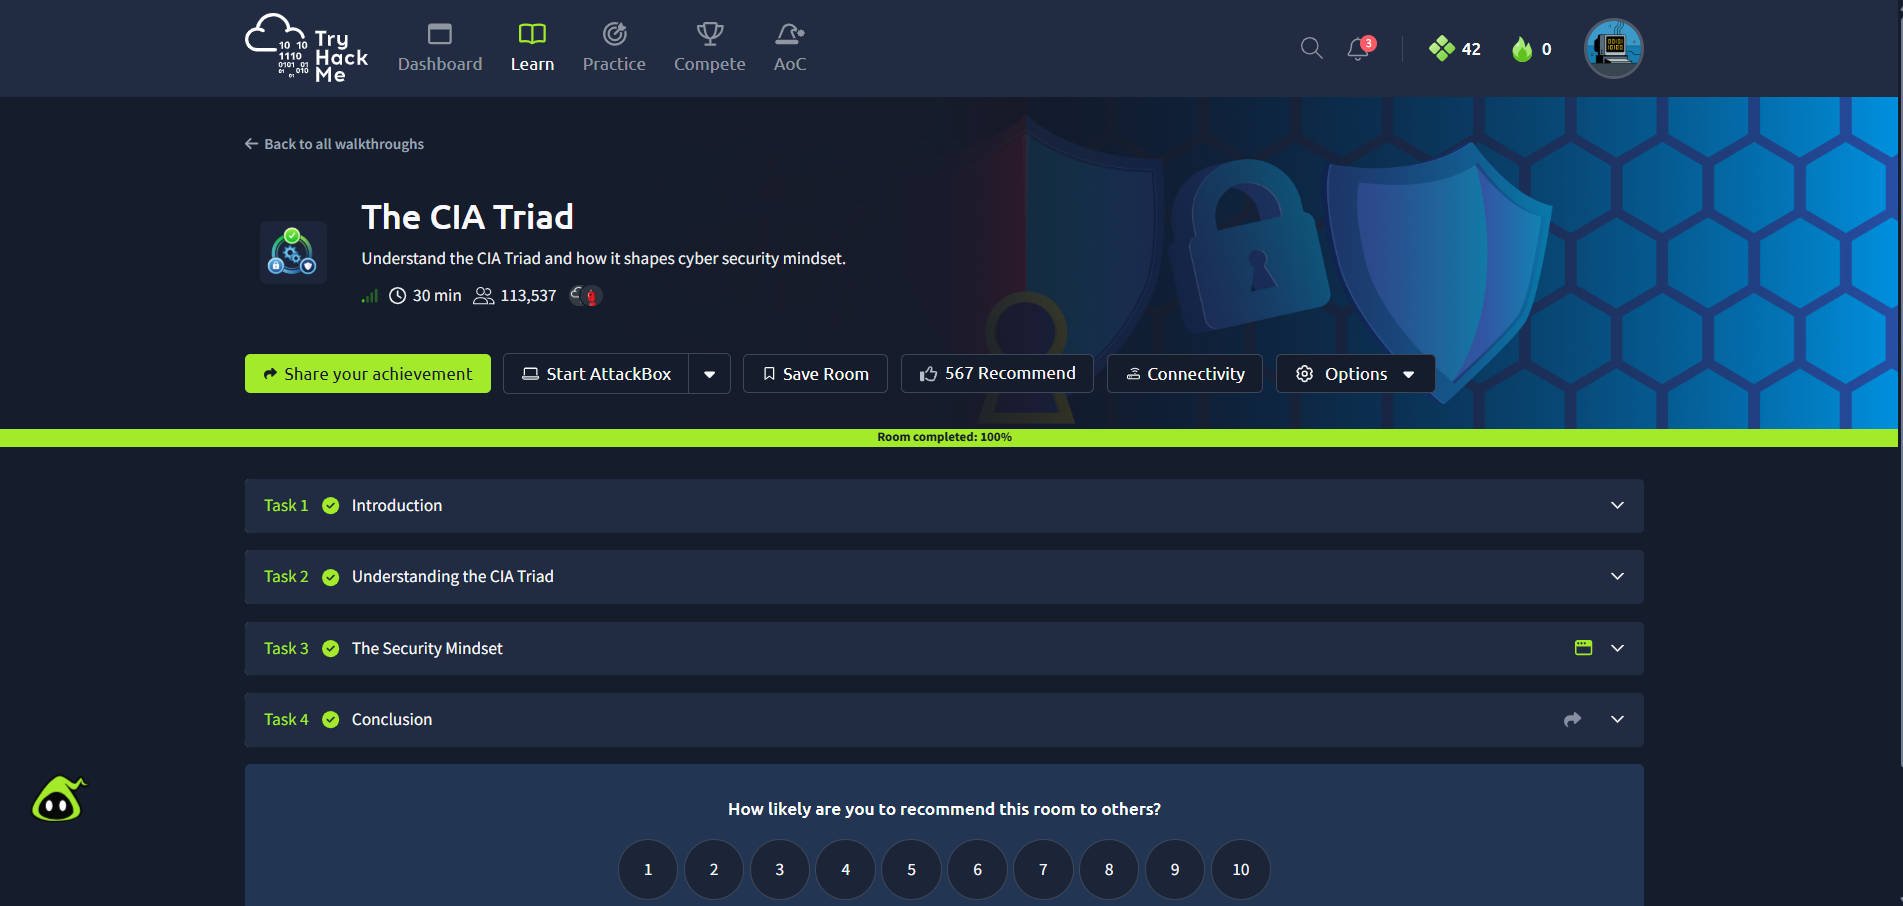 Try
Hack
Me
Dashboard
Learn
Practice
Compete
AoC
3
42
0
Back to all walkthroughs
The CIA Triad
Understand the CIA Triad and how it shapes cyber security mindset.
30 min
113,537
Share your achievement
Start AttackBox
Save Room
567 Recommend
Connectivity
Options
Room completed: 100%
Task 1 Introduction
Task 2 Understanding the CIA Triad
Task 3 The Security Mindset
Task 4 Conclusion
How likely are you to recommend this room to others?
1 2 3 4 5 6 7 8 9 10